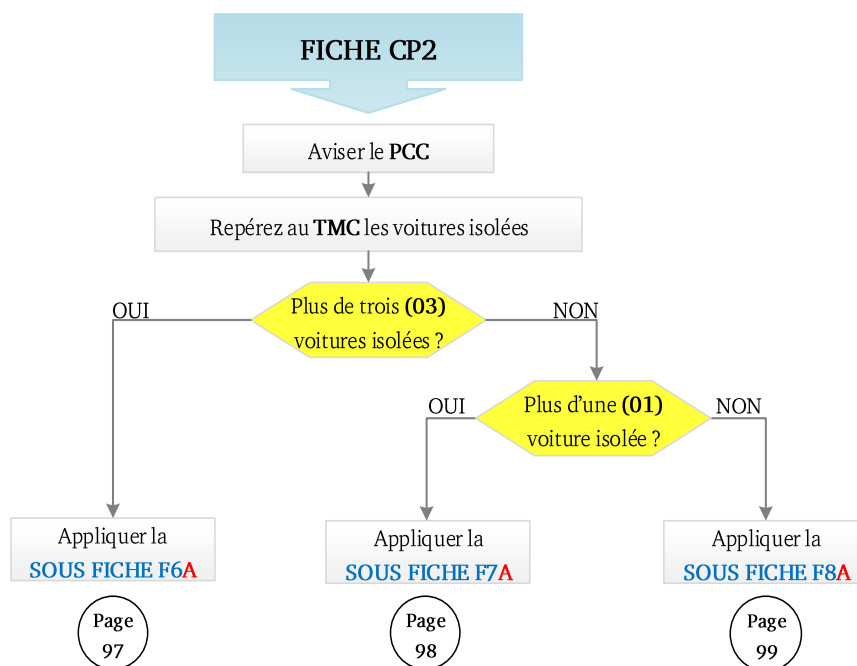 FICHE CP2
Aviser le PCC
Repérez au TMC les voitures isolées
OUI
Plus de trois (03)
voitures isolées ?
NON
OUI
Plus d’une (01)
voiture isolée ?
NON
Appliquer la
SOUS FICHE F6A
Page
97
Appliquer la
SOUS FICHE F7A
Page
98
Appliquer la
SOUS FICHE F8A
Page
99